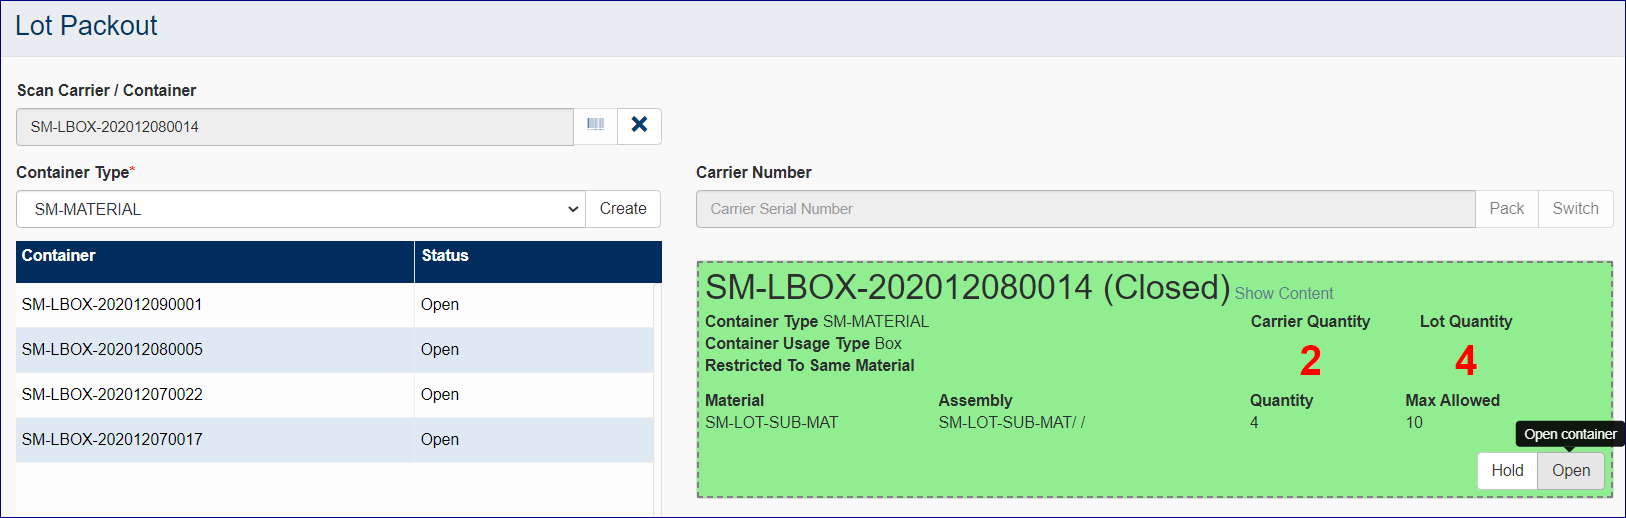 Lot Packout
Scan Carrier / Container
SM-LBOX-202012080014
Container Type*
SM-MATERIAL
Create
Container Status
SM-LBOX-202012090001 Open
SM-LBOX-202012080005 Open
SM-LBOX-202012070022 Open
SM-LBOX-202012070017 Open
Carrier Number
Carrier Serial Number
Pack Switch
SM-LBOX-202012080014 (Closed) Show Content
Container Type SM-MATERIAL
Container Usage Type Box
Restricted To Same Material
Carrier Quantity Lot Quantity
2 4
Material Assembly Quantity Max Allowed
SM-LOT-SUB-MAT SM-LOT-SUB-MAT/ / 4 10
Open container
Hold Open